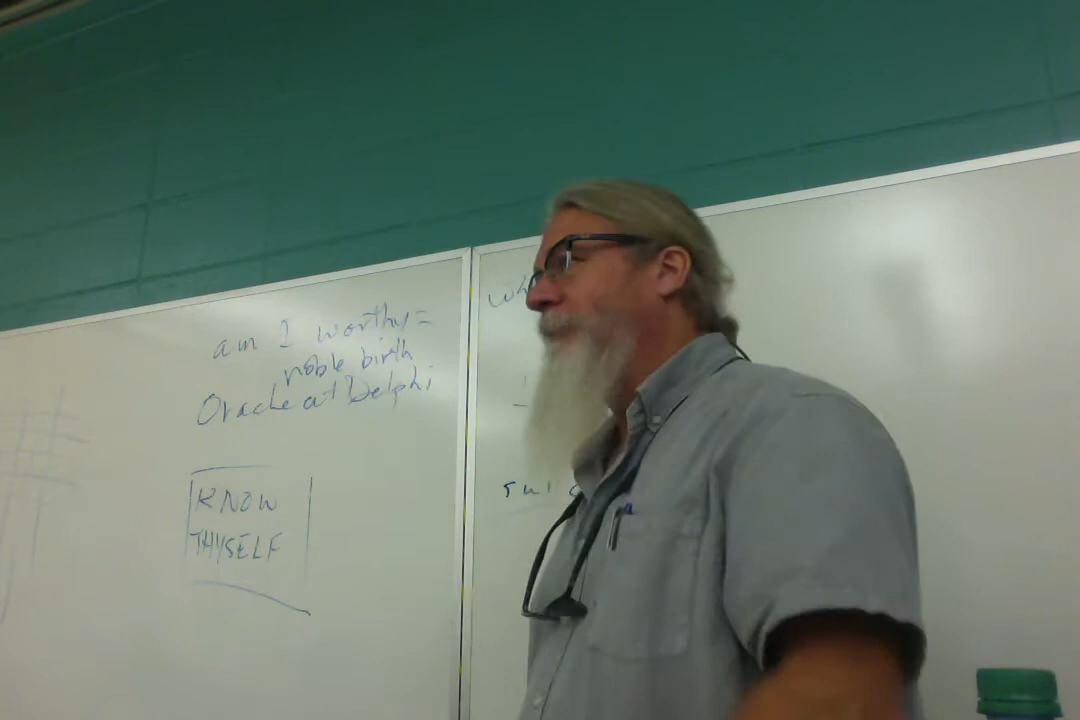 am I worthy=
noble birth
Oracle at Delphi
KNOW
THYSELF